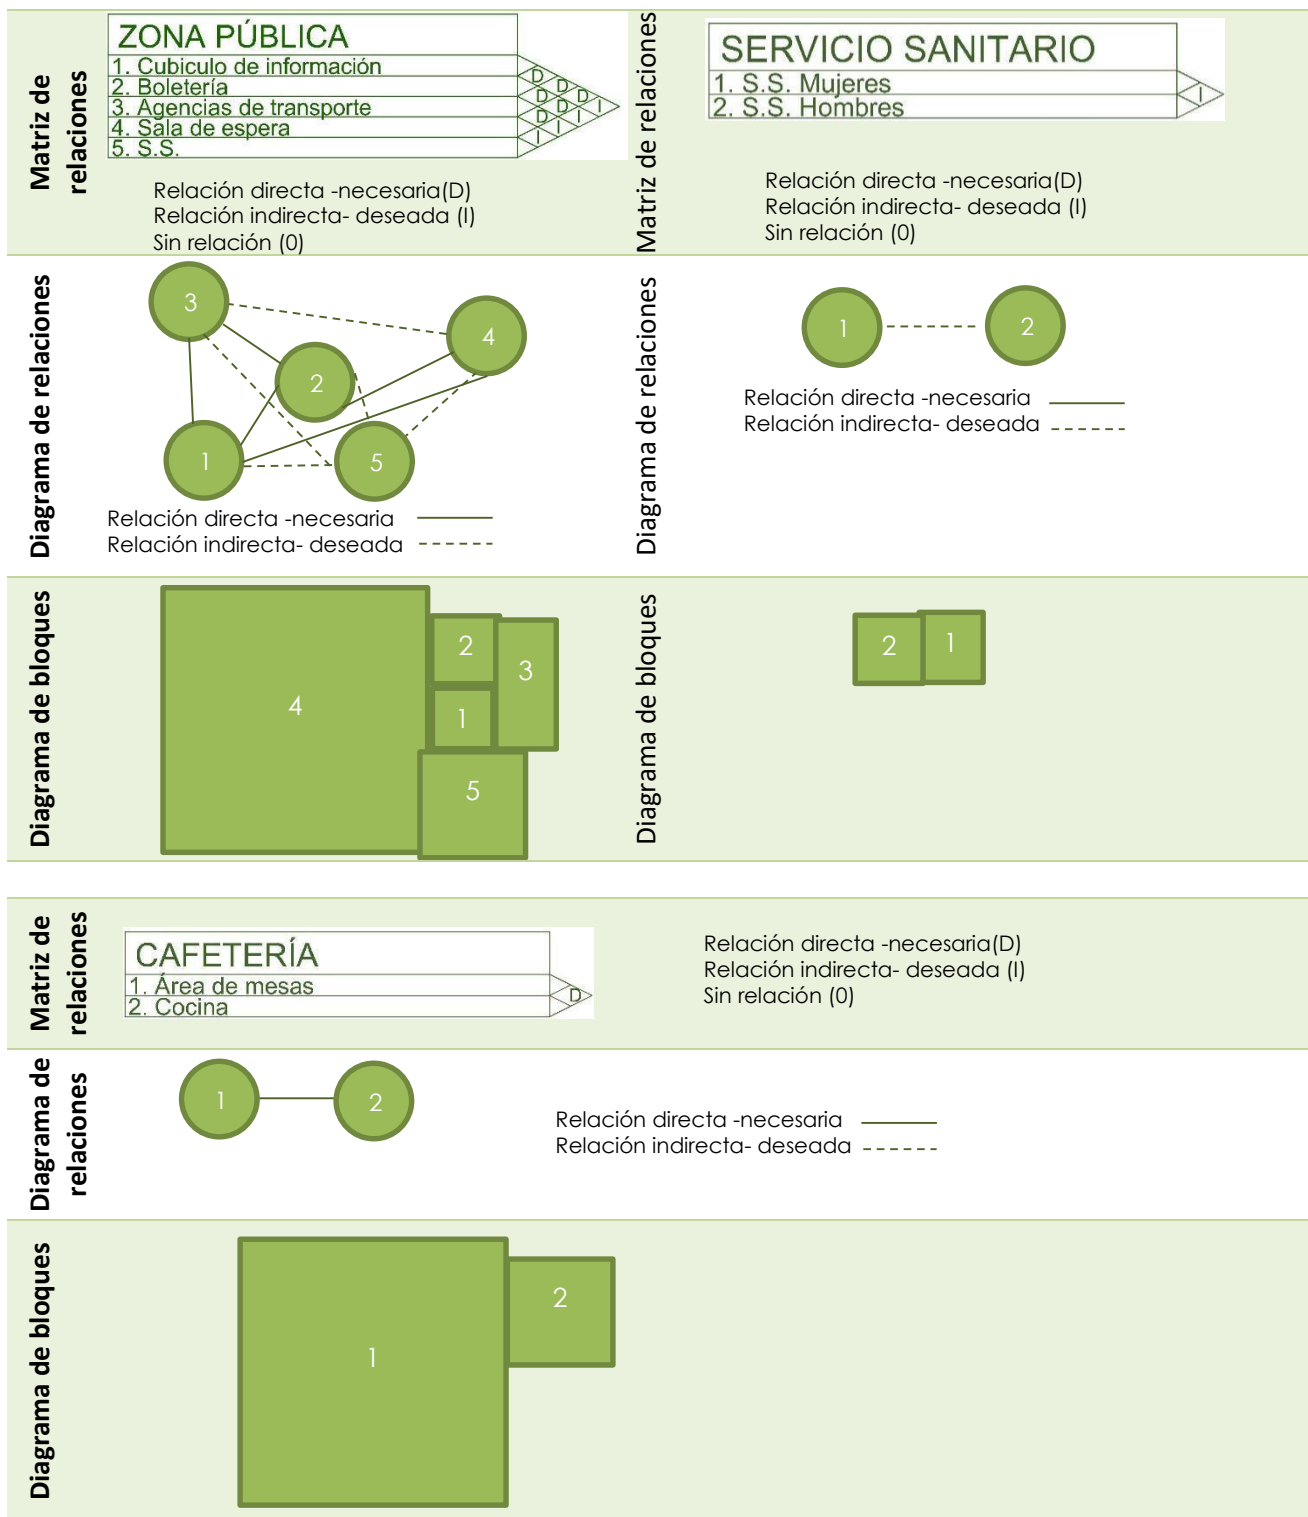 Matriz de
relaciones
ZONA PÚBLICA
1. Cubiculo de información
2. Boletería
3. Agencias de transporte
4. Sala de espera
5. S.S.
D
D
D
D
D
D
I
I
I
I
Relación directa -necesaria(D)
Relación indirecta- deseada (I)
Sin relación (0)
Matriz de relaciones
SERVICIO SANITARIO
1. S.S. Mujeres
2. S.S. Hombres
I
Relación directa -necesaria(D)
Relación indirecta- deseada (I)
Sin relación (0)
Diagrama de relaciones
3
4
2
1
5
Relación directa -necesaria
Relación indirecta- deseada
Diagrama de relaciones
1
2
Relación directa -necesaria
Relación indirecta- deseada
Diagrama de bloques
4
2
3
1
5
Diagrama de bloques
2
1
Matriz de
relaciones
CAFETERÍA
1. Área de mesas
2. Cocina
D
Relación directa -necesaria(D)
Relación indirecta- deseada (I)
Sin relación (0)
Diagrama de
relaciones
1
2
Relación directa -necesaria
Relación indirecta- deseada
Diagrama de bloques
1
2